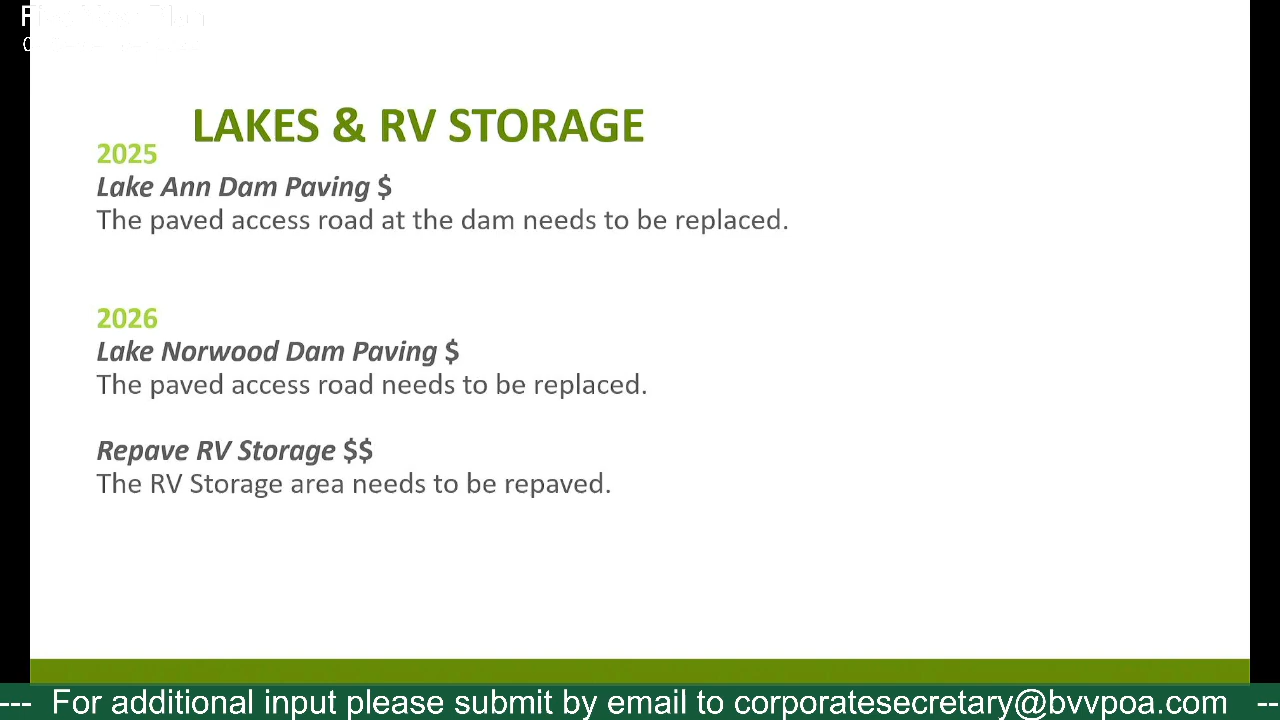 LAKES & RV STORAGE
2025
Lake Ann Dam Paving $
The paved access road at the dam needs to be replaced.
2026
Lake Norwood Dam Paving $
The paved access road needs to be replaced.
Repave RV Storage $$
The RV Storage area needs to be repaved.
--- For additional input please submit by email to corporatesecretary@bvvpoa.com --